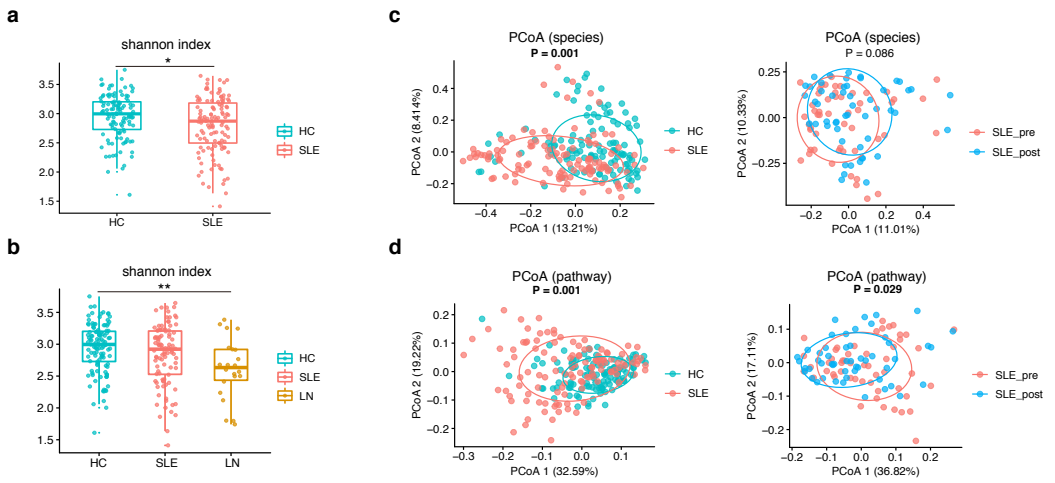 a
shannon index
*
3.5
3.0
2.5
2.0
1.5
HC
SLE
HC
SLE
b
shannon index
**
3.5
3.0
2.5
2.0
1.5
HC
SLE
LN
HC
SLE
LN
c
PCoA (species)
P = 0.001
PCoA 2 (8.41%)
0.4
0.2
0.0
−0.2
−0.4
−0.2
0.0
0.2
PCoA 1 (13.21%)
HC
SLE
PCoA (species)
P = 0.086
PCoA 2 (10.33%)
0.25
0.00
−0.25
−0.2
0.0
0.2
0.4
PCoA 1 (11.01%)
SLE_pre
SLE_post
d
PCoA (pathway)
P = 0.001
PCoA 2 (19.22%)
0.2
0.1
0.0
−0.1
−0.2
−0.3
−0.2
−0.1
0.0
0.1
PCoA 1 (32.59%)
HC
SLE
PCoA (pathway)
P = 0.029
PCoA 2 (17.11%)
0.1
0.0
−0.1
−0.2
−0.2
−0.1
0.0
0.1
0.2
PCoA 1 (36.82%)
SLE_pre
SLE_post